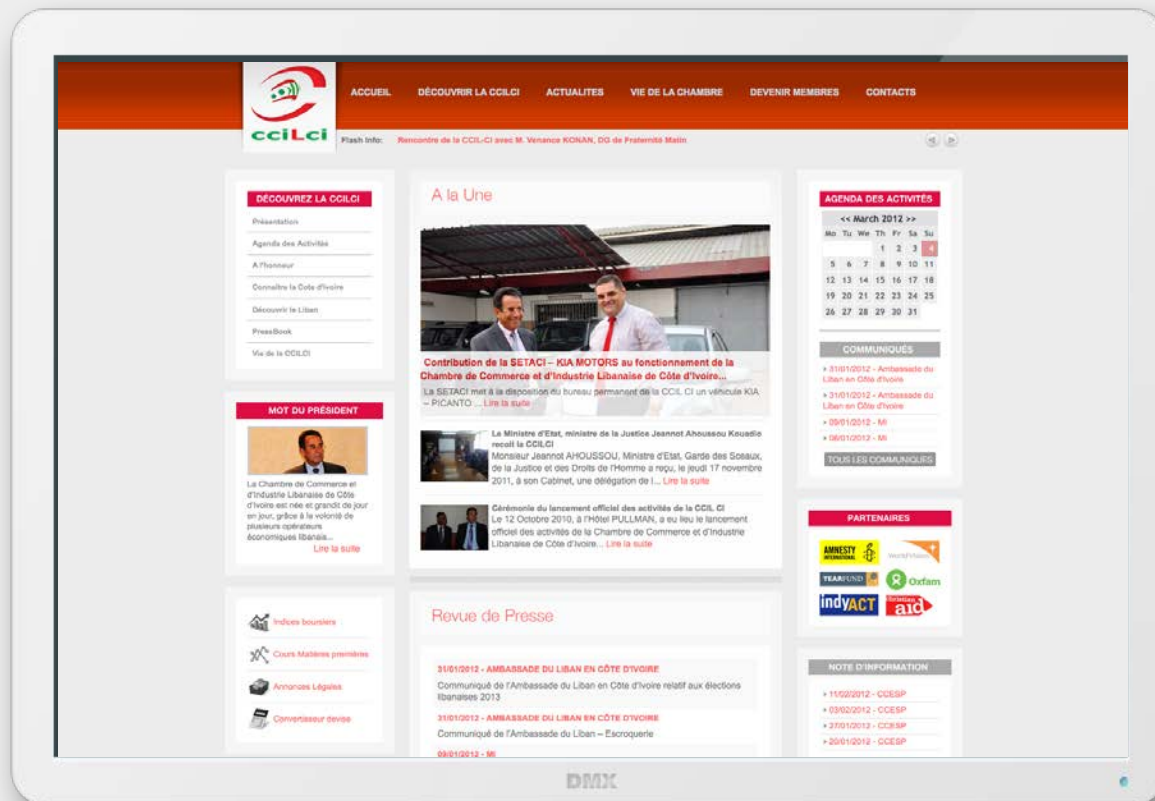 cciLci
ACCUEIL
DÉCOUVRIR LA CCILCI
ACTUALITES
VIE DE LA CHAMBRE
DEVENIR MEMBRES
CONTACTS
Flash Info:
Rencontre de la CCIL-CI avec M. Venance KONAN, DG de Fraternité Matin
DÉCOUVREZ LA CCILCI
Présentation
Agenda des Activités
A l'honneur
Connaître la Cote d'Ivoire
Découvrir le Liban
PressBook
Vie de la CCILCI
MOT DU PRÉSIDENT
La Chambre de Commerce et
d'Industrie Libanaise de Côte
d'Ivoire est née et grandit de jour
en jour, grâce à la volonté de
plusieurs opérateurs
économiques libanais...
Lire la suite
Indices boursiers
Cours Matières premières
Annonces Légales
Convertisseur devise
A la Une
Contribution de la SETACI – KIA MOTORS au fonctionnement de la
Chambre de Commerce et d'Industrie Libanaise de Côte d'Ivoire...
La SETACI met à la disposition du bureau permanent de la CCIL CI un véhicule KIA
– PICANTO ... Lire la suite
Le Ministre d'Etat, ministre de la Justice Jeannot Ahoussou Kouadio
recoit la CCILCI
Monsieur Jeannot AHOUSSOU, Ministre d'Etat, Garde des Sceaux,
de la Justice et des Droits de l'Homme a reçu, le jeudi 17 novembre
2011, à son Cabinet, une délégation de l... Lire la suite
Cérémonie du lancement officiel des activités de la CCIL CI
Le 12 Octobre 2010, à l'Hôtel PULLMAN, a eu lieu le lancement
officiel des activités de la Chambre de Commerce et d'Industrie
Libanaise de Côte d'Ivoire... Lire la suite
Revue de Presse
31/01/2012 - AMBASSADE DU LIBAN EN CÔTE D'IVOIRE
Communiqué de l'Ambassade du Liban en Côte d'Ivoire relatif aux élections
libanaises 2013
31/01/2012 - AMBASSADE DU LIBAN EN CÔTE D'IVOIRE
Communiqué de l'Ambassade du Liban – Escroquerie
09/01/2012 - MI
AGENDA DES ACTIVITÉS
<< March 2012 >>
Mo Tu We Th Fr Sa Su
1 2 3 4
5 6 7 8 9 10 11
12 13 14 15 16 17 18
19 20 21 22 23 24 25
26 27 28 29 30 31
COMMUNIQUÉS
» 31/01/2012 - Ambassade du
Liban en Côte d'Ivoire
» 31/01/2012 - Ambassade du
Liban en Côte d'Ivoire
» 09/01/2012 - MI
» 06/01/2012 - MI
TOUS LES COMMUNIQUÉS
PARTENAIRES
AMNESTY
INTERNATIONAL
World Vision
TEARFUND
Oxfam
indyACT
christian
aid
NOTE D'INFORMATION
» 11/02/2012 - CCESP
» 03/02/2012 - CCESP
» 27/01/2012 - CCESP
» 20/01/2012 - CCESP
DMX